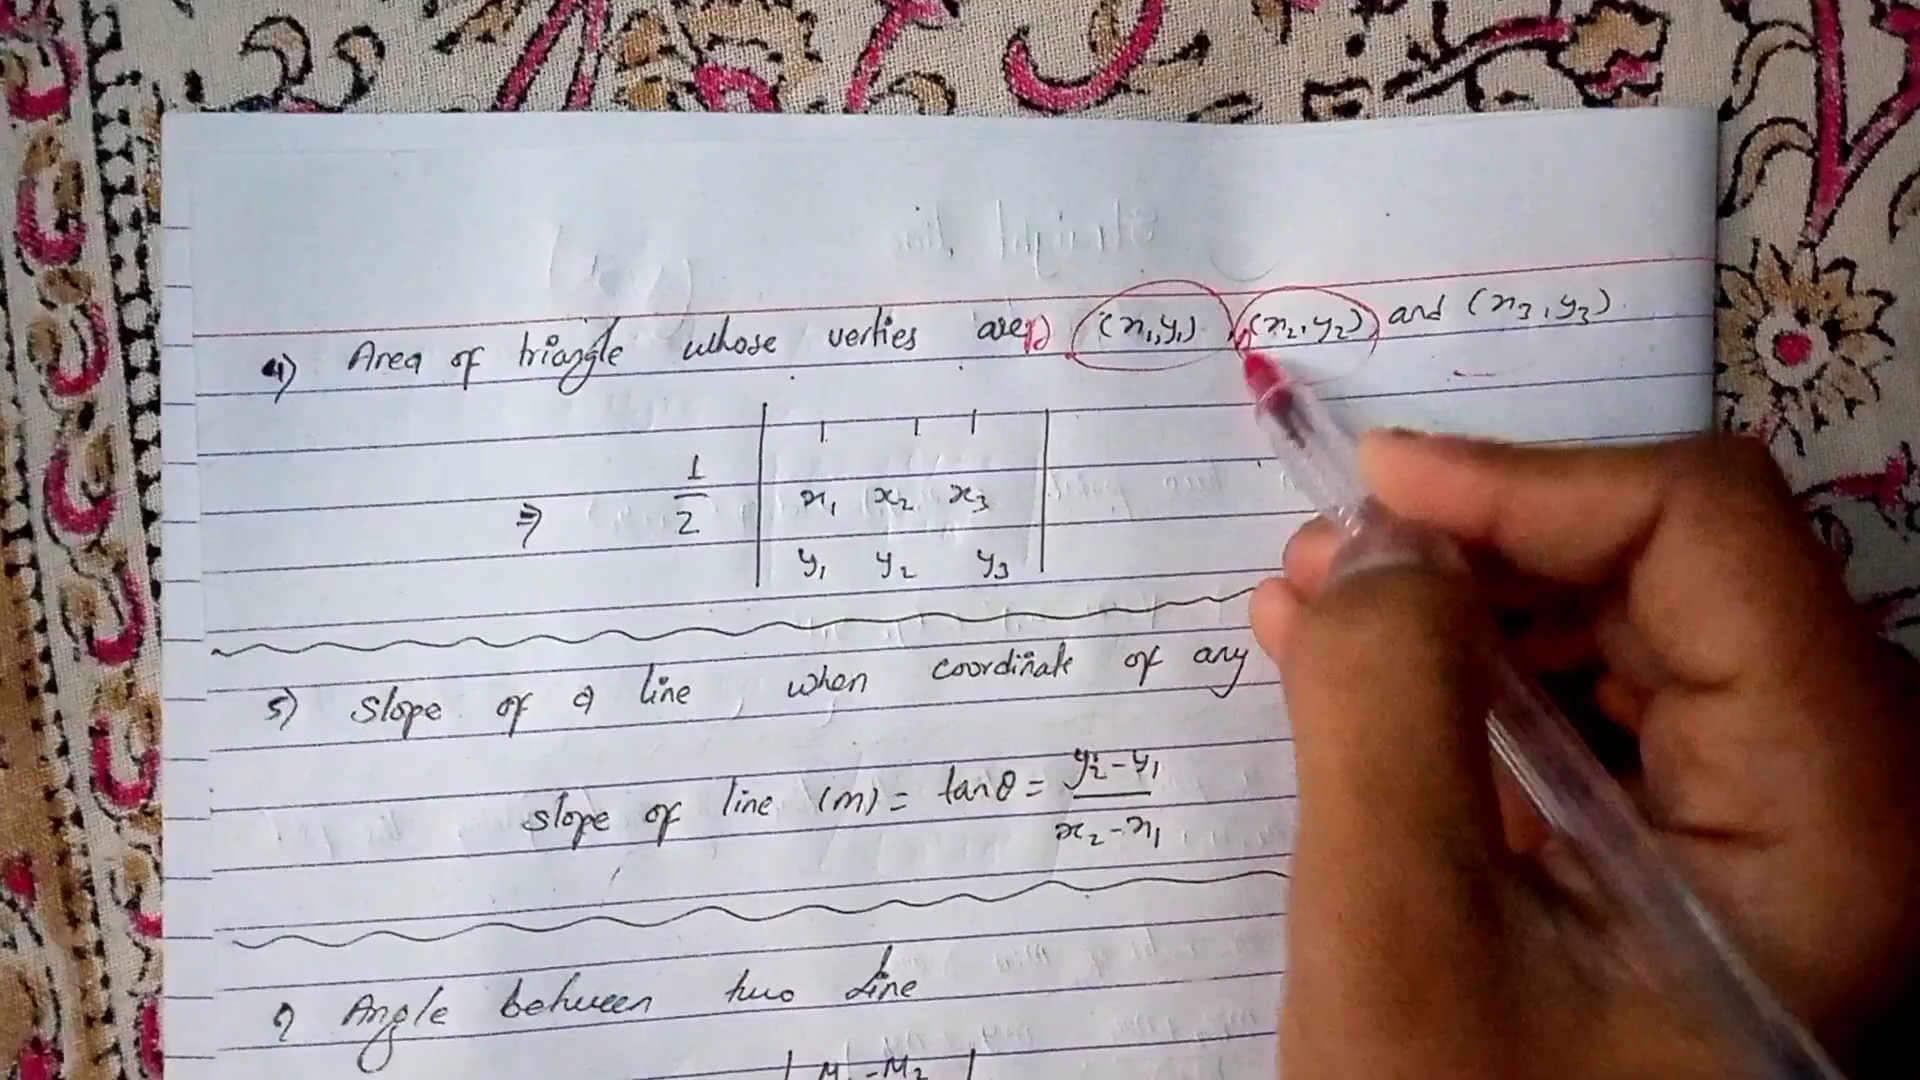 4) Area of triangle whose verties are (x₁,y₁) , (x₂,y₂) and (x₃,y₃).
1 1 1
⇒ 1/2 x₁ x₂ x₃
y₁ y₂ y₃
5) Slope of a line, when coordinate of any
slope of line (m) = tanθ = y₂-y₁ / x₂-x₁
Angle between two line
M₁-M₂